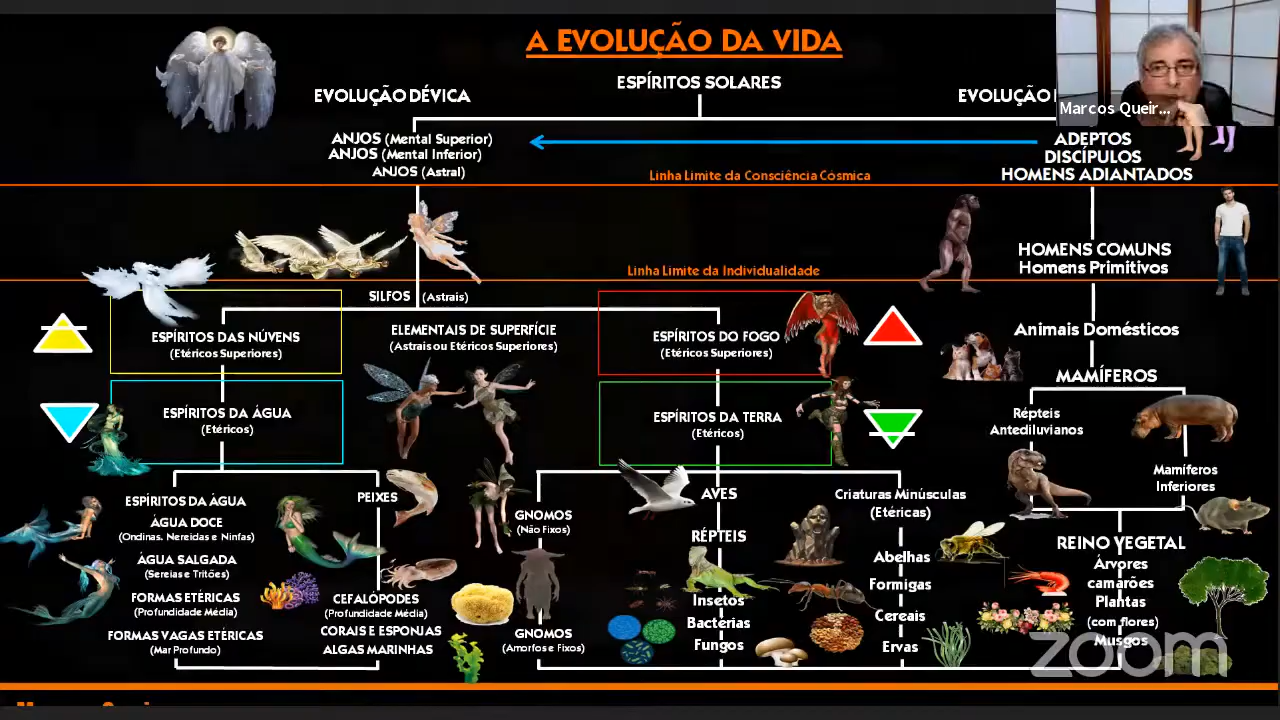 A EVOLUÇÃO DA VIDA
ESPÍRITOS SOLARES
EVOLUÇÃO DÉVICA
EVOLUÇÃO
Marcos Queir...
ANJOS (Mental Superior)
ANJOS (Mental Inferior)
ANJOS (Astral)
ADEPTOS
DISCÍPULOS
HOMENS ADIANTADOS
Linha Limite da Consciência Cósmica
HOMENS COMUNS
Homens Primitivos
Linha Limite da Individualidade
SILFOS (Astrais)
ESPÍRITOS DAS NÚVENS
(Etéricos Superiores)
ELEMENTAIS DE SUPERFÍCIE
(Astrais ou Etéricos Superiores)
ESPÍRITOS DO FOGO
(Etéricos Superiores)
Animais Domésticos
MAMÍFEROS
ESPÍRITOS DA ÁGUA
(Etéricos)
ESPÍRITOS DA TERRA
(Etéricos)
Répteis
Antediluvianos
Mamíferos
Inferiores
ESPÍRITOS DA ÁGUA
ÁGUA DOCE
(Ondinas. Nereidas e Ninfas)
ÁGUA SALGADA
(Sereias e Tritões)
FORMAS ETÉRICAS
(Profundidade Média)
FORMAS VAGAS ETÉRICAS
(Mar Profundo)
PEIXES
CEFALÓPODES
(Profundidade Média)
CORAIS E ESPONJAS
ALGAS MARINHAS
GNOMOS
(Não Fixos)
GNOMOS
(Amorfos e Fixos)
AVES
RÉPTEIS
Insetos
Bacterias
Fungos
Criaturas Minúsculas
(Etéricas)
Abelhas
Formigas
Cereais
Ervas
REINO VEGETAL
Árvores
camarões
Plantas
(com flores)
Musgos
zoom